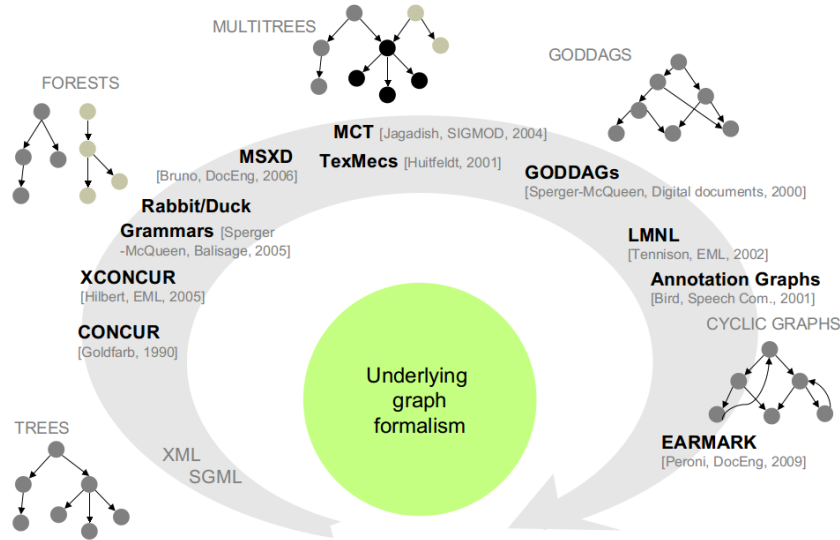 MULTITREES
GODDAGS
FORESTS
MCT [Jagadish, SIGMOD, 2004]
MSXD
TexMecs [Huitfeldt, 2001]
[Bruno, DocEng, 2006]
GODDAGs
[Sperger-McQueen, Digital documents, 2000]
Rabbit/Duck
Grammars [Sperger
-McQueen, Balisage, 2005]
LMNL
[Tennison, EML, 2002]
XCONCUR
[Hilbert, EML, 2005]
Annotation Graphs
[Bird, Speech Com., 2001]
CYCLIC GRAPHS
CONCUR
[Goldfarb, 1990]
Underlying
graph
formalism
TREES
EARMARK
[Peroni, DocEng, 2009]
XML
SGML